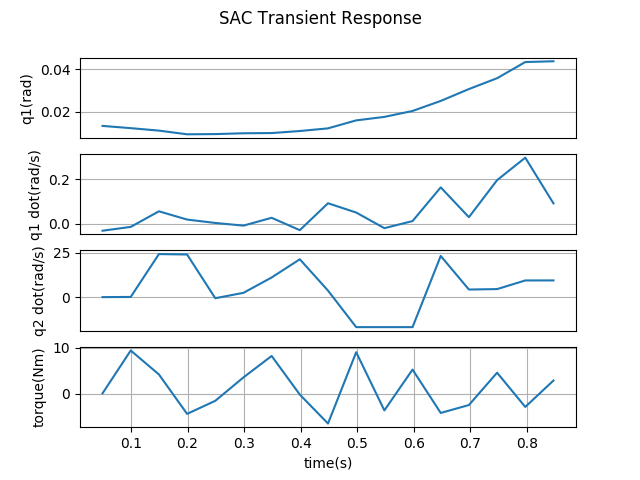 SAC Transient Response
q1(rad)
0.04
0.02
q1 dot(rad/s)
0.2
0.0
q2 dot(rad/s)
25
0
torque(Nm)
10
0
0.1 0.2 0.3 0.4 0.5 0.6 0.7 0.8
time(s)